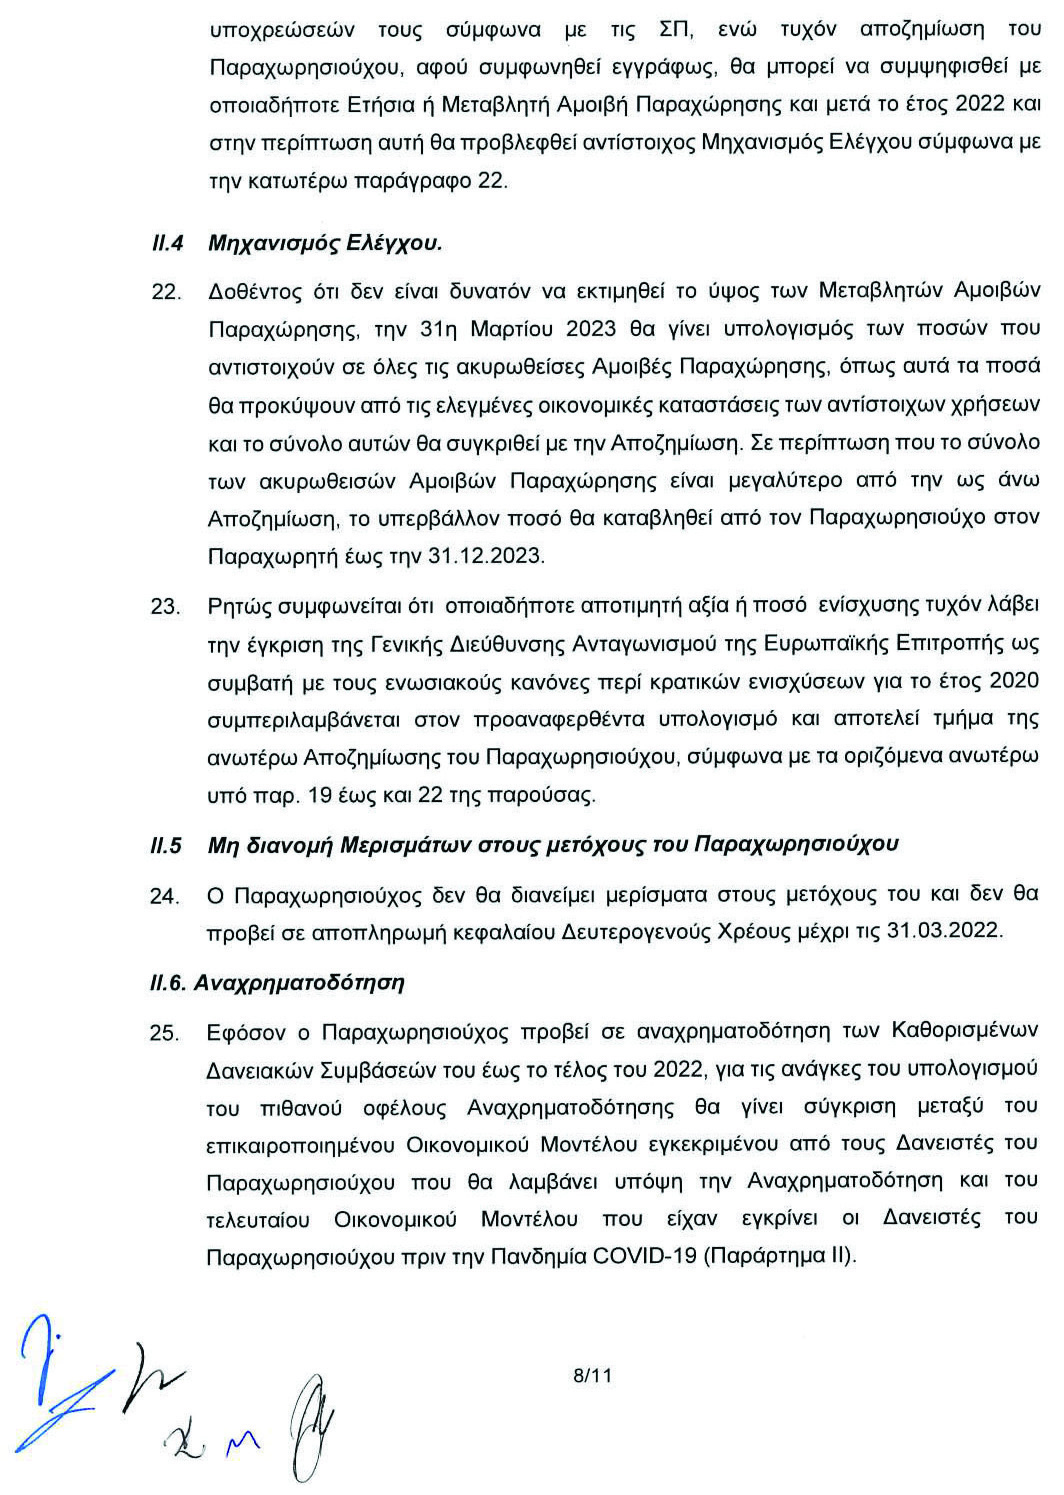 υποχρεώσεών τους σύμφωνα με τις ΣΠ, ενώ τυχόν αποζημίωση του
Παραχωρησιούχου, αφού συμφωνηθεί εγγράφως, θα μπορεί να συμψηφισθεί με
οποιαδήποτε Ετήσια ή Μεταβλητή Αμοιβή Παραχώρησης και μετά το έτος 2022 και
στην περίπτωση αυτή θα προβλεφθεί αντίστοιχος Μηχανισμός Ελέγχου σύμφωνα με
την κατωτέρω παράγραφο 22.
II.4 Μηχανισμός Ελέγχου.
22. Δοθέντος ότι δεν είναι δυνατόν να εκτιμηθεί το ύψος των Μεταβλητών Αμοιβών
Παραχώρησης, την 31η Μαρτίου 2023 θα γίνει υπολογισμός των ποσών που
αντιστοιχούν σε όλες τις ακυρωθείσες Αμοιβές Παραχώρησης, όπως αυτά τα ποσά
θα προκύψουν από τις ελεγμένες οικονομικές καταστάσεις των αντίστοιχων χρήσεων
και το σύνολο αυτών θα συγκριθεί με την Αποζημίωση. Σε περίπτωση που το σύνολο
των ακυρωθεισών Αμοιβών Παραχώρησης είναι μεγαλύτερο από την ως άνω
Αποζημίωση, το υπερβάλλον ποσό θα καταβληθεί από τον Παραχωρησιούχο στον
Παραχωρητή έως την 31.12.2023.
23. Ρητώς συμφωνείται ότι οποιαδήποτε αποτιμητή αξία ή ποσό ενίσχυσης τυχόν λάβει
την έγκριση της Γενικής Διεύθυνσης Ανταγωνισμού της Ευρωπαϊκής Επιτροπής ως
συμβατή με τους ενωσιακούς κανόνες περί κρατικών ενισχύσεων για το έτος 2020
συμπεριλαμβάνεται στον προαναφερθέντα υπολογισμό και αποτελεί τμήμα της
ανωτέρω Αποζημίωσης του Παραχωρησιούχου, σύμφωνα με τα οριζόμενα ανωτέρω
υπό παρ. 19 έως και 22 της παρούσας.
II.5 Μη διανομή Μερισμάτων στους μετόχους του Παραχωρησιούχου
24. Ο Παραχωρησιούχος δεν θα διανείμει μερίσματα στους μετόχους του και δεν θα
προβεί σε αποπληρωμή κεφαλαίου Δευτερογενούς Χρέους μέχρι τις 31.03.2022.
II.6. Αναχρηματοδότηση
25. Εφόσον ο Παραχωρησιούχος προβεί σε αναχρηματοδότηση των Καθορισμένων
Δανειακών Συμβάσεών του έως το τέλος του 2022, για τις ανάγκες του υπολογισμού
του πιθανού οφέλους Αναχρηματοδότησης θα γίνει σύγκριση μεταξύ του
επικαιροποιημένου Οικονομικού Μοντέλου εγκεκριμένου από τους Δανειστές του
Παραχωρησιούχου που θα λαμβάνει υπόψη την Αναχρηματοδότηση και του
τελευταίου Οικονομικού Μοντέλου που είχαν εγκρίνει οι Δανειστές του
Παραχωρησιούχου πριν την Πανδημία COVID-19 (Παράρτημα II).
8/11